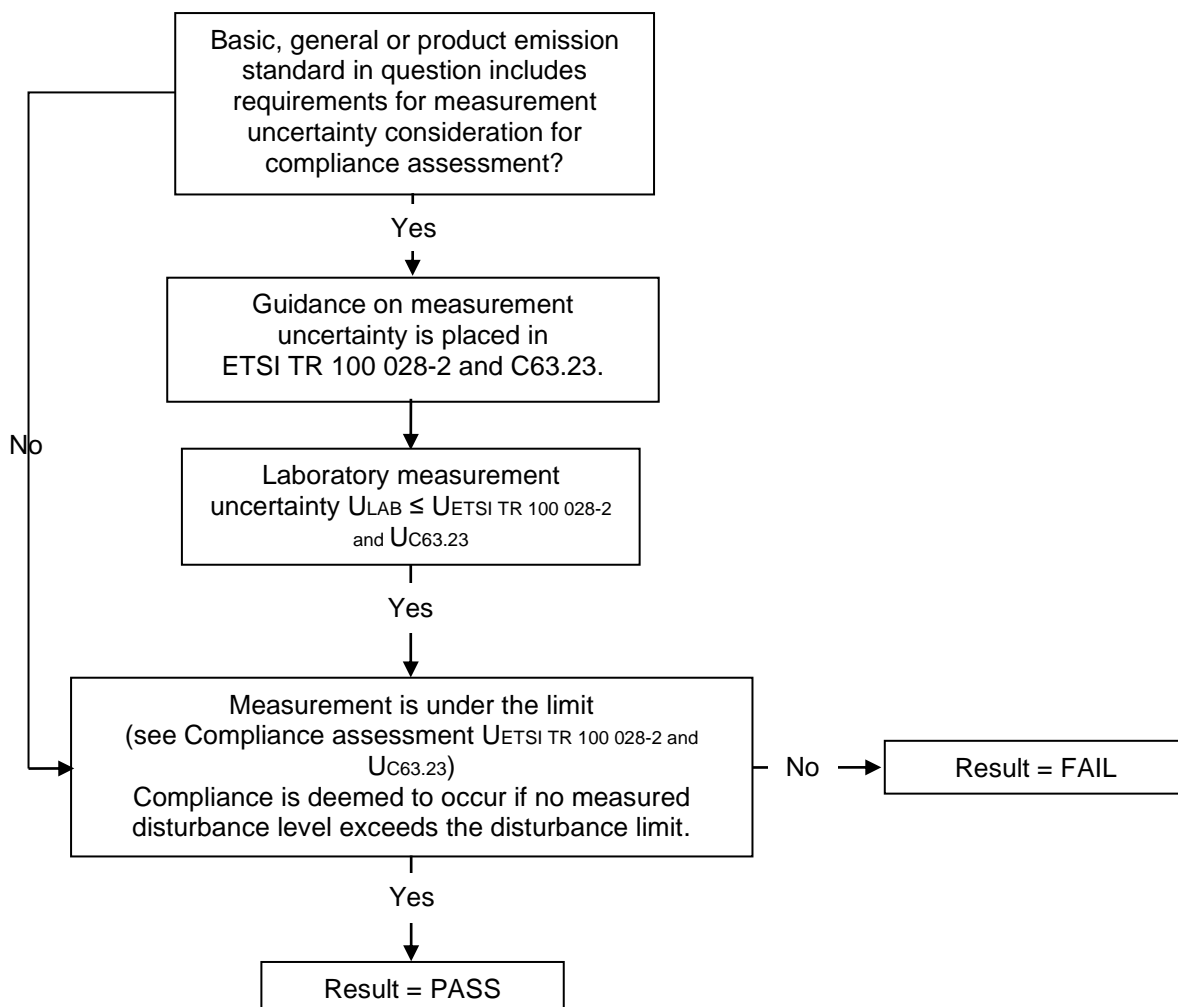 Basic, general or product emission
standard in question includes
requirements for measurement
uncertainty consideration for
compliance assessment?
Yes
Guidance on measurement
uncertainty is placed in
ETSI TR 100 028-2 and C63.23.
No
Laboratory measurement
uncertainty ULAB ≤ UETSI TR 100 028-2
and UC63.23
Yes
Measurement is under the limit
(see Compliance assessment UETSI TR 100 028-2 and
UC63.23)
Compliance is deemed to occur if no measured
disturbance level exceeds the disturbance limit.
No
Result = FAIL
Yes
Result = PASS